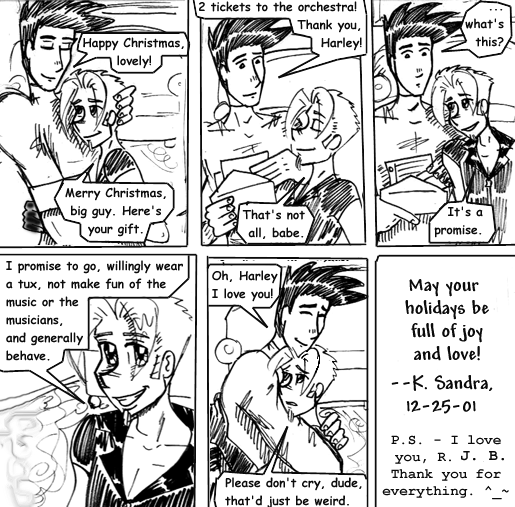 Happy Christmas,
lovely!
Merry Christmas,
big guy. Here's
your gift.
2 tickets to the orchestra!
Thank you,
Harley!
That's not
all, babe.
...
what's
this?
It's a
promise.
I promise to go, willingly wear
a tux, not make fun of the
music or the
musicians,
and generally
behave.
Oh, Harley
I love you!
Please don't cry, dude,
that'd just be weird.
May your
holidays be
full of joy
and love!
--K. Sandra,
12-25-01
P.S. - I love
you, R. J. B.
Thank you for
everything. ^_~